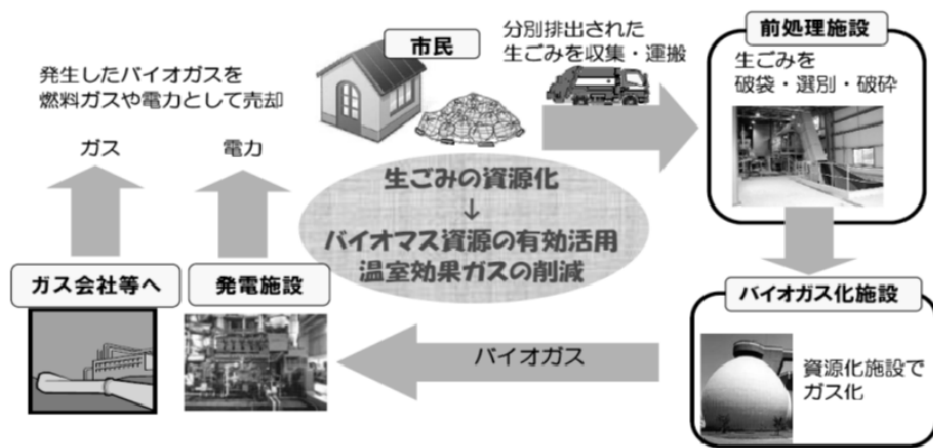 市民
分別排出された
生ごみを収集・運搬
前処理施設
生ごみを
破袋・選別・破砕
発生したバイオガスを
燃料ガスや電力として売却
ガス
電力
生ごみの資源化
↓
バイオマス資源の有効活用
温室効果ガスの削減
ガス会社等へ
発電施設
バイオガス化施設
バイオガス
資源化施設で
ガス化